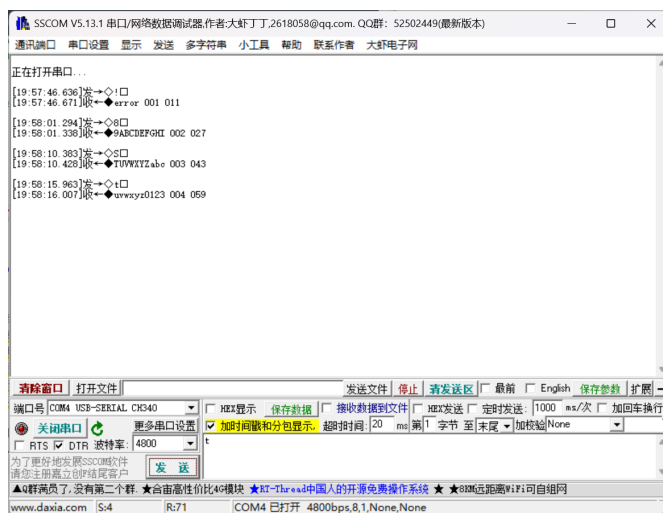 SSCOM V5.13.1 串口/网络数据调试器,作者:大虾丁丁,2618058@qq.com. QQ群: 52502449(最新版本)
通讯端口 串口设置 显示 发送 多字符串 小工具 帮助 联系作者 大虾电子网
正在打开串口...
[19:57:46.636]发→◇!□
[19:57:46.671]收←◆error 001 011
[19:58:01.294]发→◇8□
[19:58:01.338]收←◆9ABCDEFGHI 002 027
[19:58:10.383]发→◇S□
[19:58:10.428]收←◆TUVWXYZabc 003 043
[19:58:15.963]发→◇t□
[19:58:16.007]收←◆uvwxyz0123 004 059
清除窗口 打开文件 发送文件 停止 清发送区 最前 English 保存参数 扩展 —
端口号 COM4 USB-SERIAL CH340 HEX显示 保存数据 接收数据到文件 HEX发送 定时发送: 1000 ms/次 加回车换行
关闭串口 更多串口设置 加时间戳和分包显示, 超时时间: 20 ms 第1 字节 至 末尾 加校验 None
RTS DTR 波特率: 4800 t
为了更好地发展SSCOM软件
请您注册嘉立创F结尾客户
发 送
▲Q群满员了,没有第二个群. ★合宙高性价比4G模块 ★RT-Thread中国人的开源免费操作系统 ★ ★8KM远距离WiFi可自组网
www.daxia.com S:4 R:71 COM4 已打开 4800bps,8,1,None,None